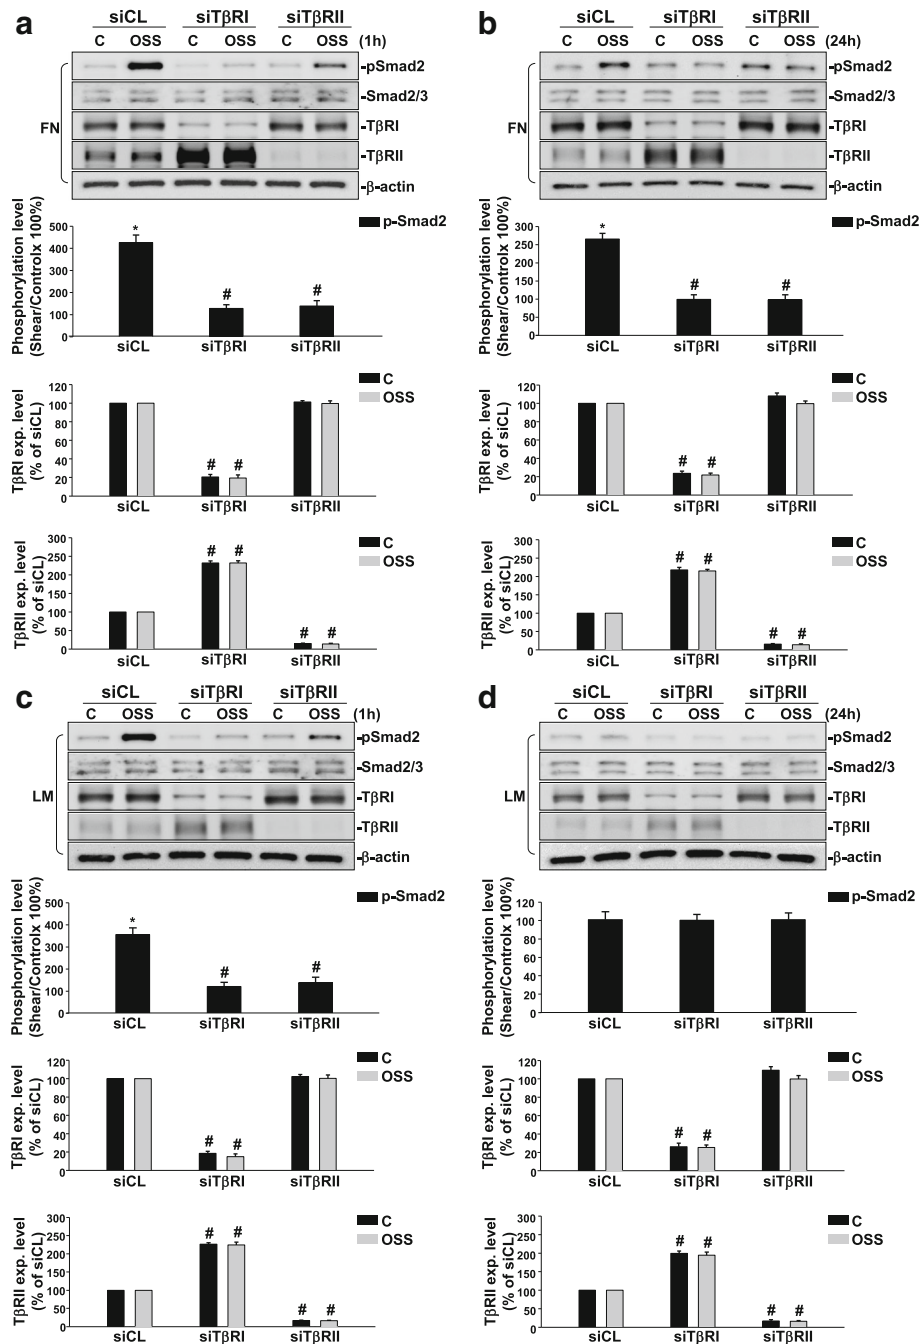 a
siCL siTβRI siTβRII
C OSS C OSS C OSS (1h)
FN
-pSmad2
-Smad2/3
-TβRI
-TβRII
-β-actin
Phosphorylation level
(Shear/Controlx 100%)
500
400
300
200
100
0
*
#
#
p-Smad2
siCL siTβRI siTβRII
TβRI exp. level
(% of siCL)
120
100
80
60
40
20
0
# #
C
OSS
siCL siTβRI siTβRII
TβRII exp. level
(% of siCL)
300
250
200
150
100
50
0
# #
# #
C
OSS
siCL siTβRI siTβRII
b
siCL siTβRI siTβRII
C OSS C OSS C OSS (24h)
FN
-pSmad2
-Smad2/3
-TβRI
-TβRII
-β-actin
Phosphorylation level
(Shear/Controlx 100%)
300
250
200
150
100
50
0
*
#
#
p-Smad2
siCL siTβRI siTβRII
TβRI exp. level
(% of siCL)
120
100
80
60
40
20
0
# #
C
OSS
siCL siTβRI siTβRII
TβRII exp. level
(% of siCL)
300
250
200
150
100
50
0
# #
# #
C
OSS
siCL siTβRI siTβRII
c
siCL siTβRI siTβRII
C OSS C OSS C OSS (1h)
LM
-pSmad2
-Smad2/3
-TβRI
-TβRII
-β-actin
Phosphorylation level
(Shear/Controlx 100%)
500
400
300
200
100
0
*
#
#
p-Smad2
siCL siTβRI siTβRII
TβRI exp. level
(% of siCL)
120
100
80
60
40
20
0
# #
C
OSS
siCL siTβRI siTβRII
TβRII exp. level
(% of siCL)
300
250
200
150
100
50
0
# #
# #
C
OSS
siCL siTβRI siTβRII
d
siCL siTβRI siTβRII
C OSS C OSS C OSS (24h)
LM
-pSmad2
-Smad2/3
-TβRI
-TβRII
-β-actin
Phosphorylation level
(Shear/Controlx 100%)
120
100
80
60
40
20
0
p-Smad2
siCL siTβRI siTβRII
TβRI exp. level
(% of siCL)
120
100
80
60
40
20
0
# #
C
OSS
siCL siTβRI siTβRII
TβRII exp. level
(% of siCL)
300
250
200
150
100
50
0
# #
# #
C
OSS
siCL siTβRI siTβRII